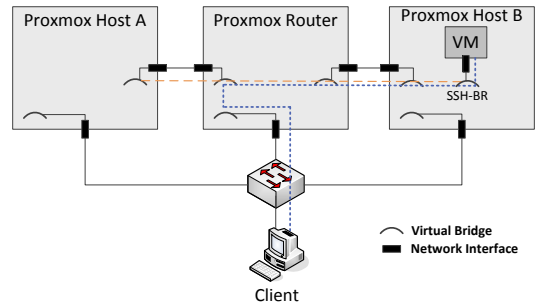 Proxmox Host A
Proxmox Router
Proxmox Host B
VM
SSH-BR
Virtual Bridge
Network Interface
Client